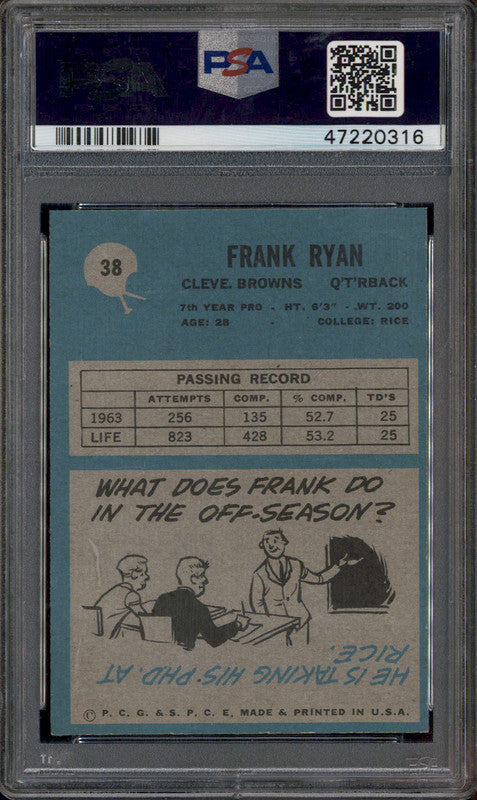 PSA
47220316
38
FRANK RYAN
CLEVE. BROWNS Q'T'RBACK
7th YEAR PRO - HT. 6'3" - WT. 200
AGE: 28 - COLLEGE: RICE
PASSING RECORD
ATTEMPTS COMP. % COMP. TD'S
1963 256 135 52.7 25
LIFE 823 428 53.2 25
WHAT DOES FRANK DO
IN THE OFF-SEASON?
HE IS TAKING HIS PHD. AT
RICE.
© P. C. G. & S. P. C. E, MADE & PRINTED IN U.S.A.
PSA